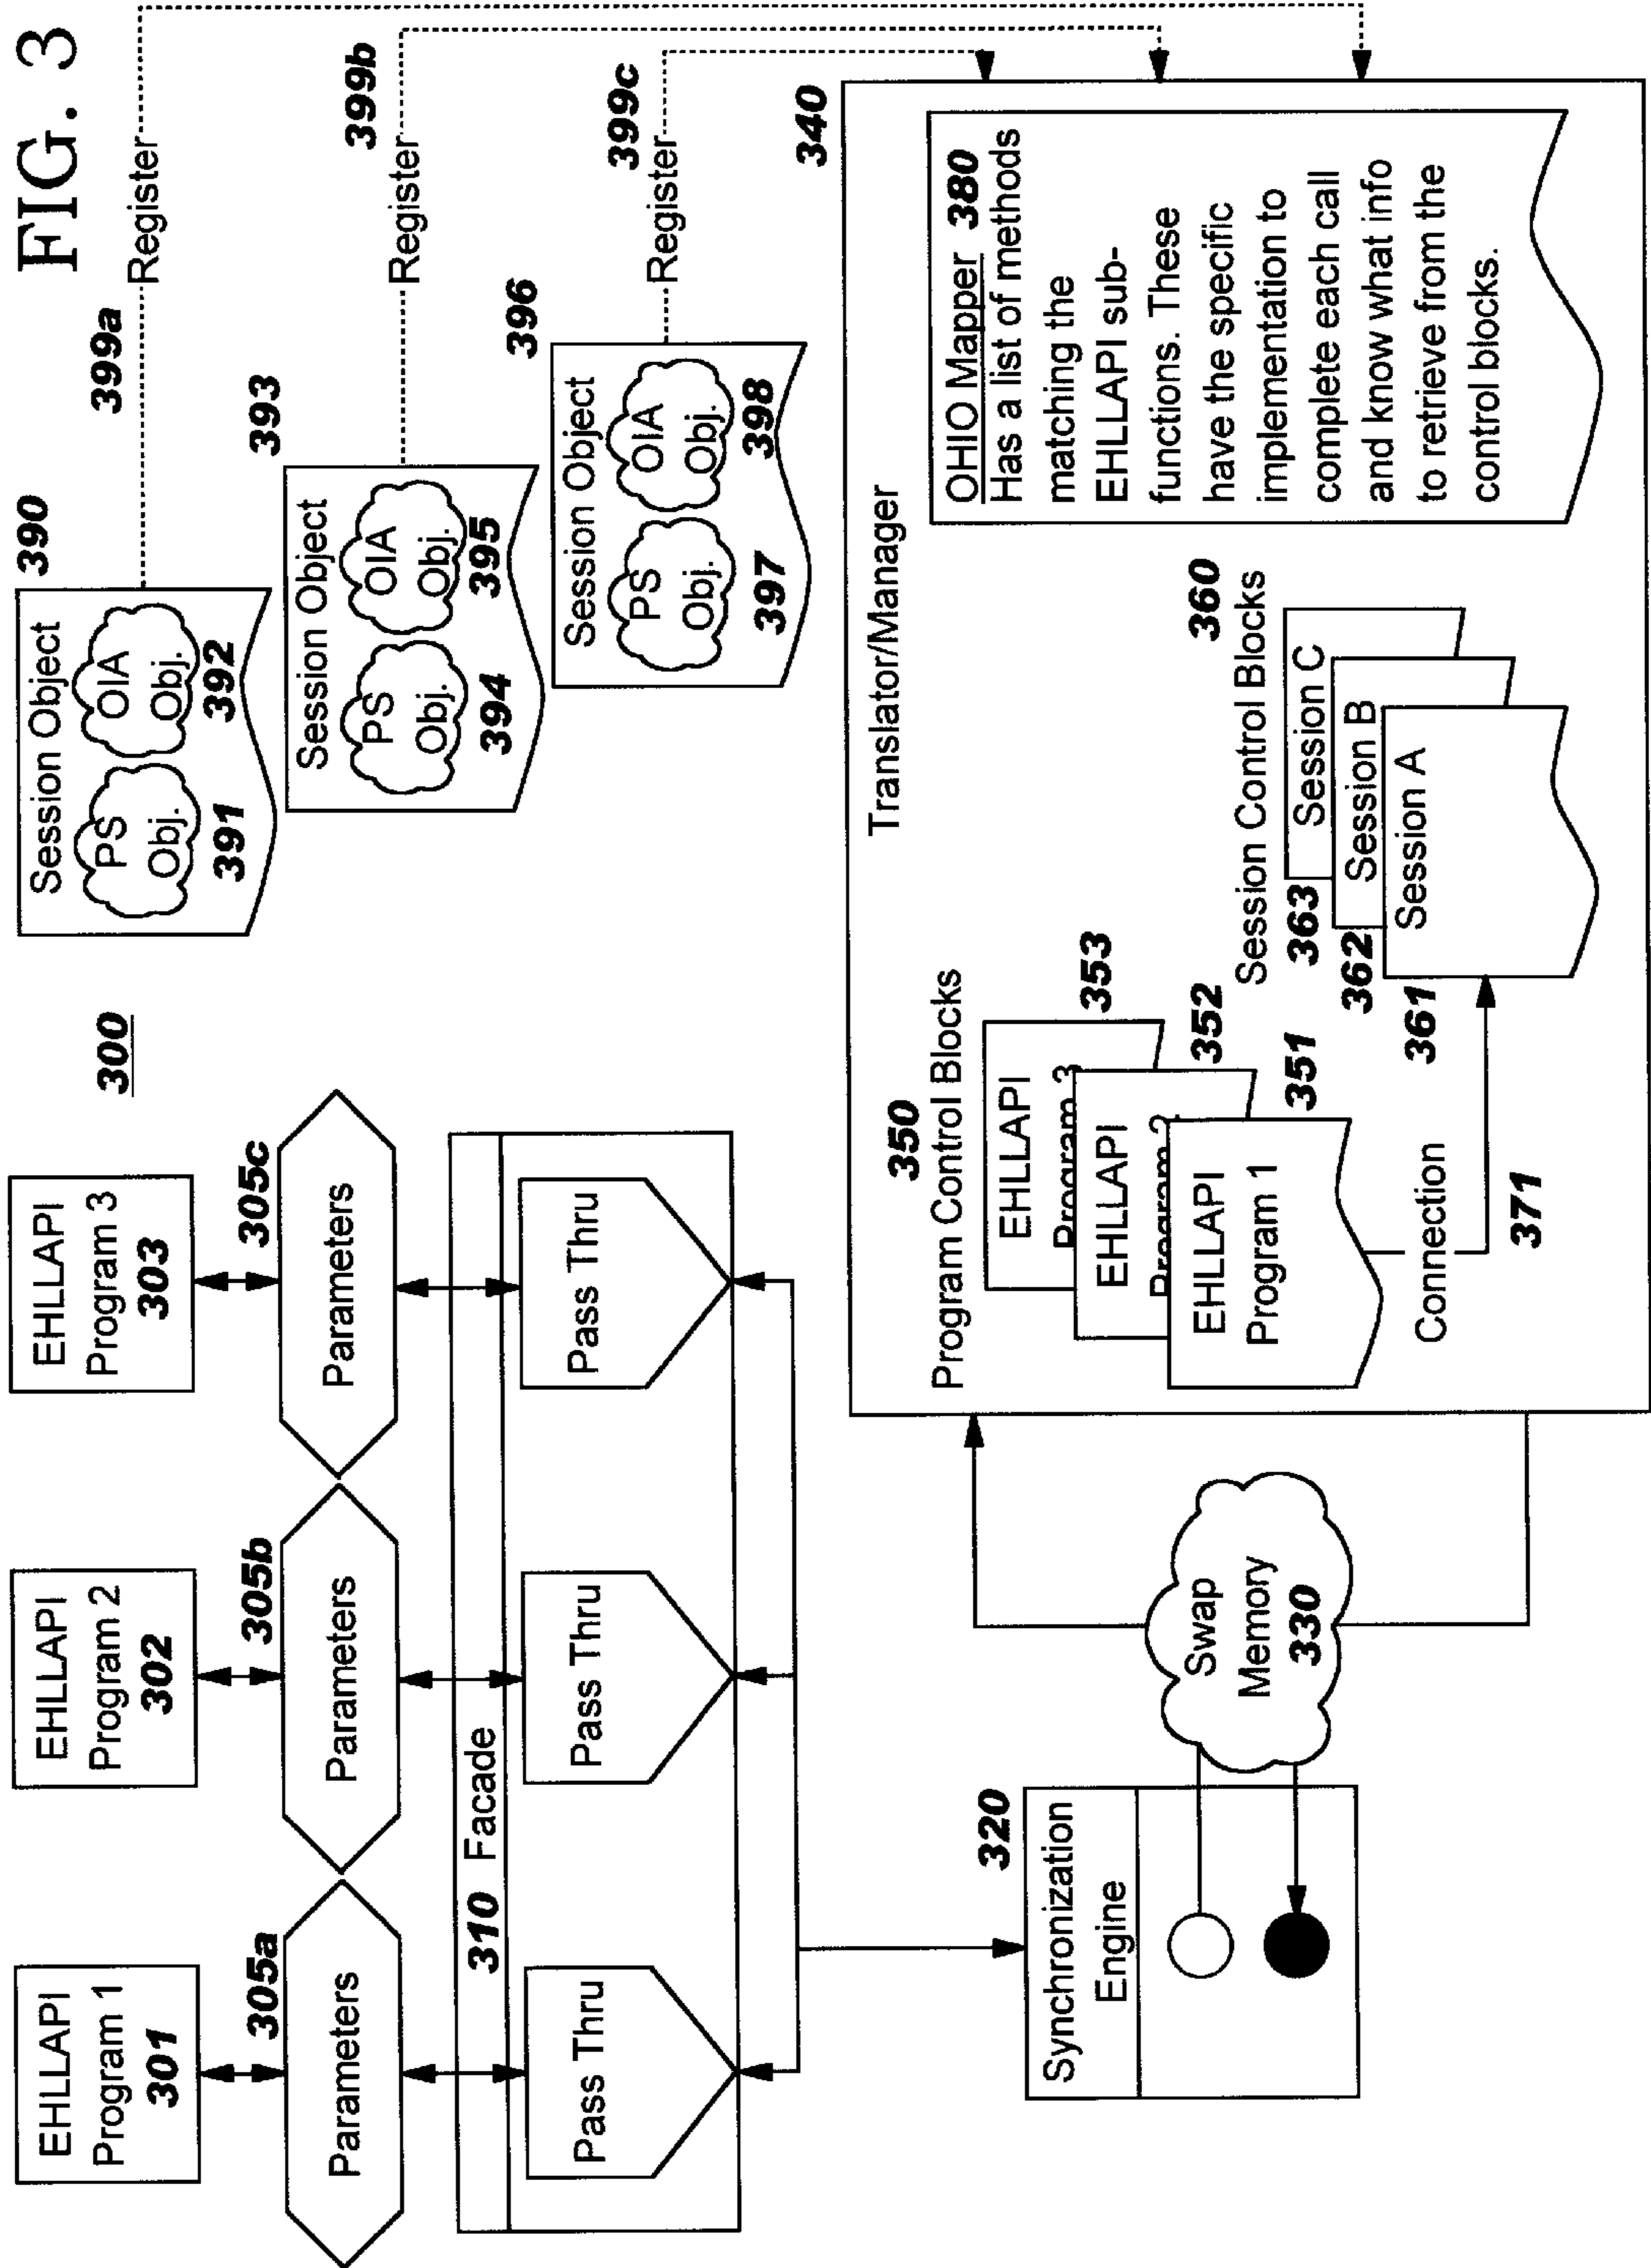 FIG. 3
300
EHLLAPI
Program 1
301
EHLLAPI
Program 2
302
EHLLAPI
Program 3
303
305a
Parameters
305b
Parameters
305c
Parameters
310 Facade
Pass Thru
Pass Thru
Pass Thru
320
Synchronization
Engine
Swap
Memory
330
390
Session Object
PS
Obj.
391
OIA
Obj.
392
399a
Register
393
Session Object
PS
Obj.
394
OIA
Obj.
395
399b
Register
396
Session Object
PS
Obj.
397
OIA
Obj.
398
399c
Register
340
Translator/Manager
350
Program Control Blocks
EHLLAPI
Program 3
353
EHLLAPI
Program 2
352
EHLLAPI
Program 1
351
Connection
371
Session Control Blocks
360
Session C
363
Session B
362
Session A
361
OHIO Mapper 380
Has a list of methods
matching the
EHLLAPI sub-
functions. These
have the specific
implementation to
complete each call
and know what info
to retrieve from the
control blocks.